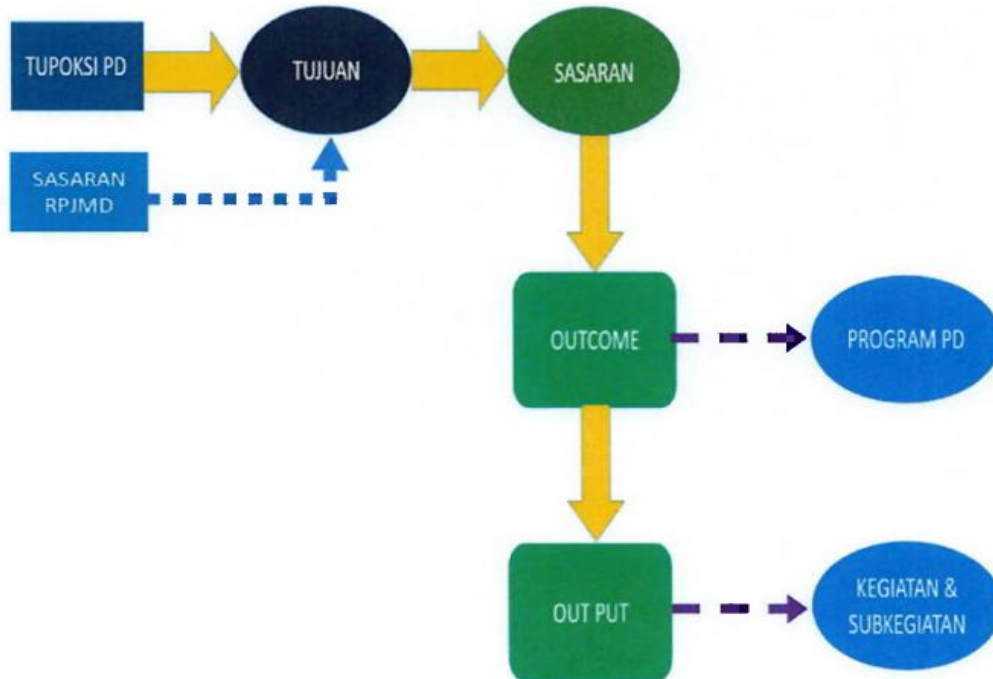 TUPOKSI PD
TUJUAN
SASARAN
SASARAN
RPJMD
OUTCOME
PROGRAM PD
OUT PUT
KEGIATAN &
SUBKEGIATAN